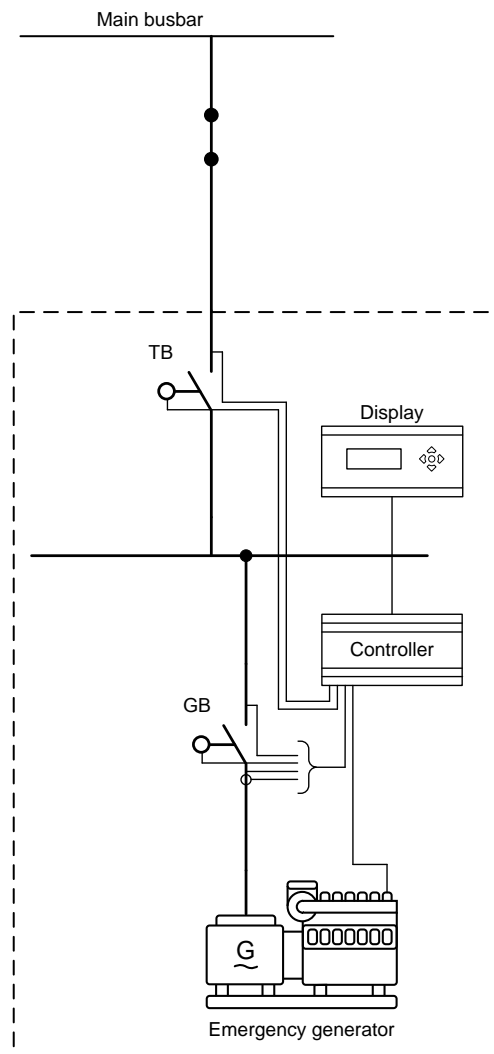 Main busbar
TB
Display
Controller
GB
G
Emergency generator